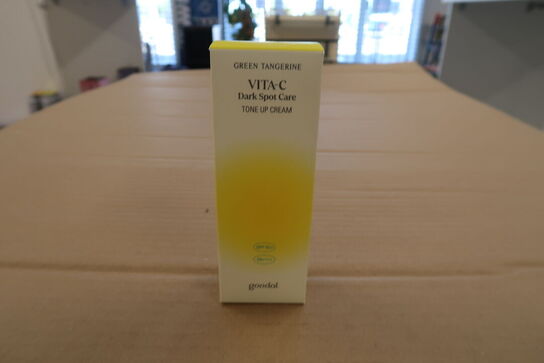 GREEN TANGERINE
VITA-C
Dark Spot Care
TONE UP CREAM
goodal